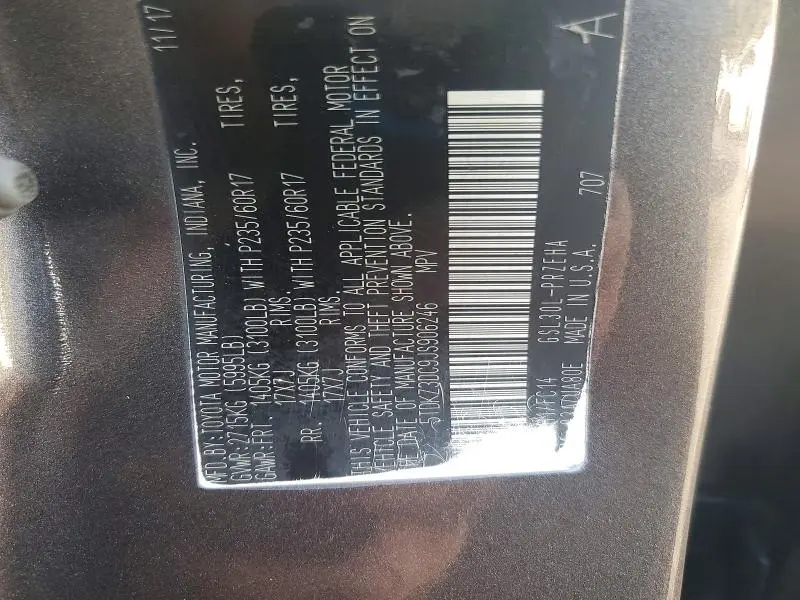 MFD.BY:TOYOTA MOTOR MANUFACTURING, INDIANA, INC. 11/17
GVWR:2715KG (5995LB)
GAWR:FRT. 1405KG (3100LB) WITH P235/60R17 TIRES,
17X7J RIMS.
RR. 1405KG (3100LB) WITH P235/60R17 TIRES,
17X7J RIMS.
THIS VEHICLE CONFORMS TO ALL APPLICABLE FEDERAL MOTOR
VEHICLE SAFETY AND THEFT PREVENTION STANDARDS IN EFFECT ON
THE DATE OF MANUFACTURE SHOWN ABOVE.
5TDKZ3DC9JS906246 MPV
A
FC14 GSL30L-PRZEHA 707
MADE IN U.S.A.